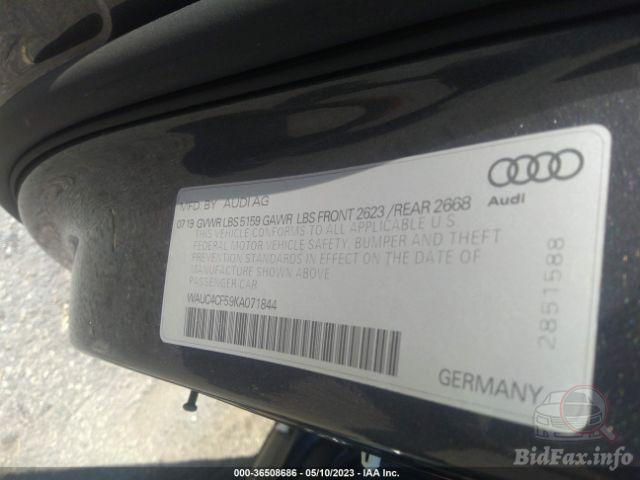 MFD. BY AUDI AG
07 19 GVWR LBS 5159 GAWR LBS FRONT 2623 /REAR 2668
THIS VEHICLE CONFORMS TO ALL APPLICABLE U.S
FEDERAL MOTOR VEHICLE SAFETY, BUMPER AND THEFT
PREVENTION STANDARDS IN EFFECT ON THE DATE OF
MANUFACTURE SHOWN ABOVE
PASSENGER CAR
WAUC4CF59KA071844
Audi
2851588
GERMANY
BidFax.info
000-36508686 - 05/10/2023 - IAA Inc.